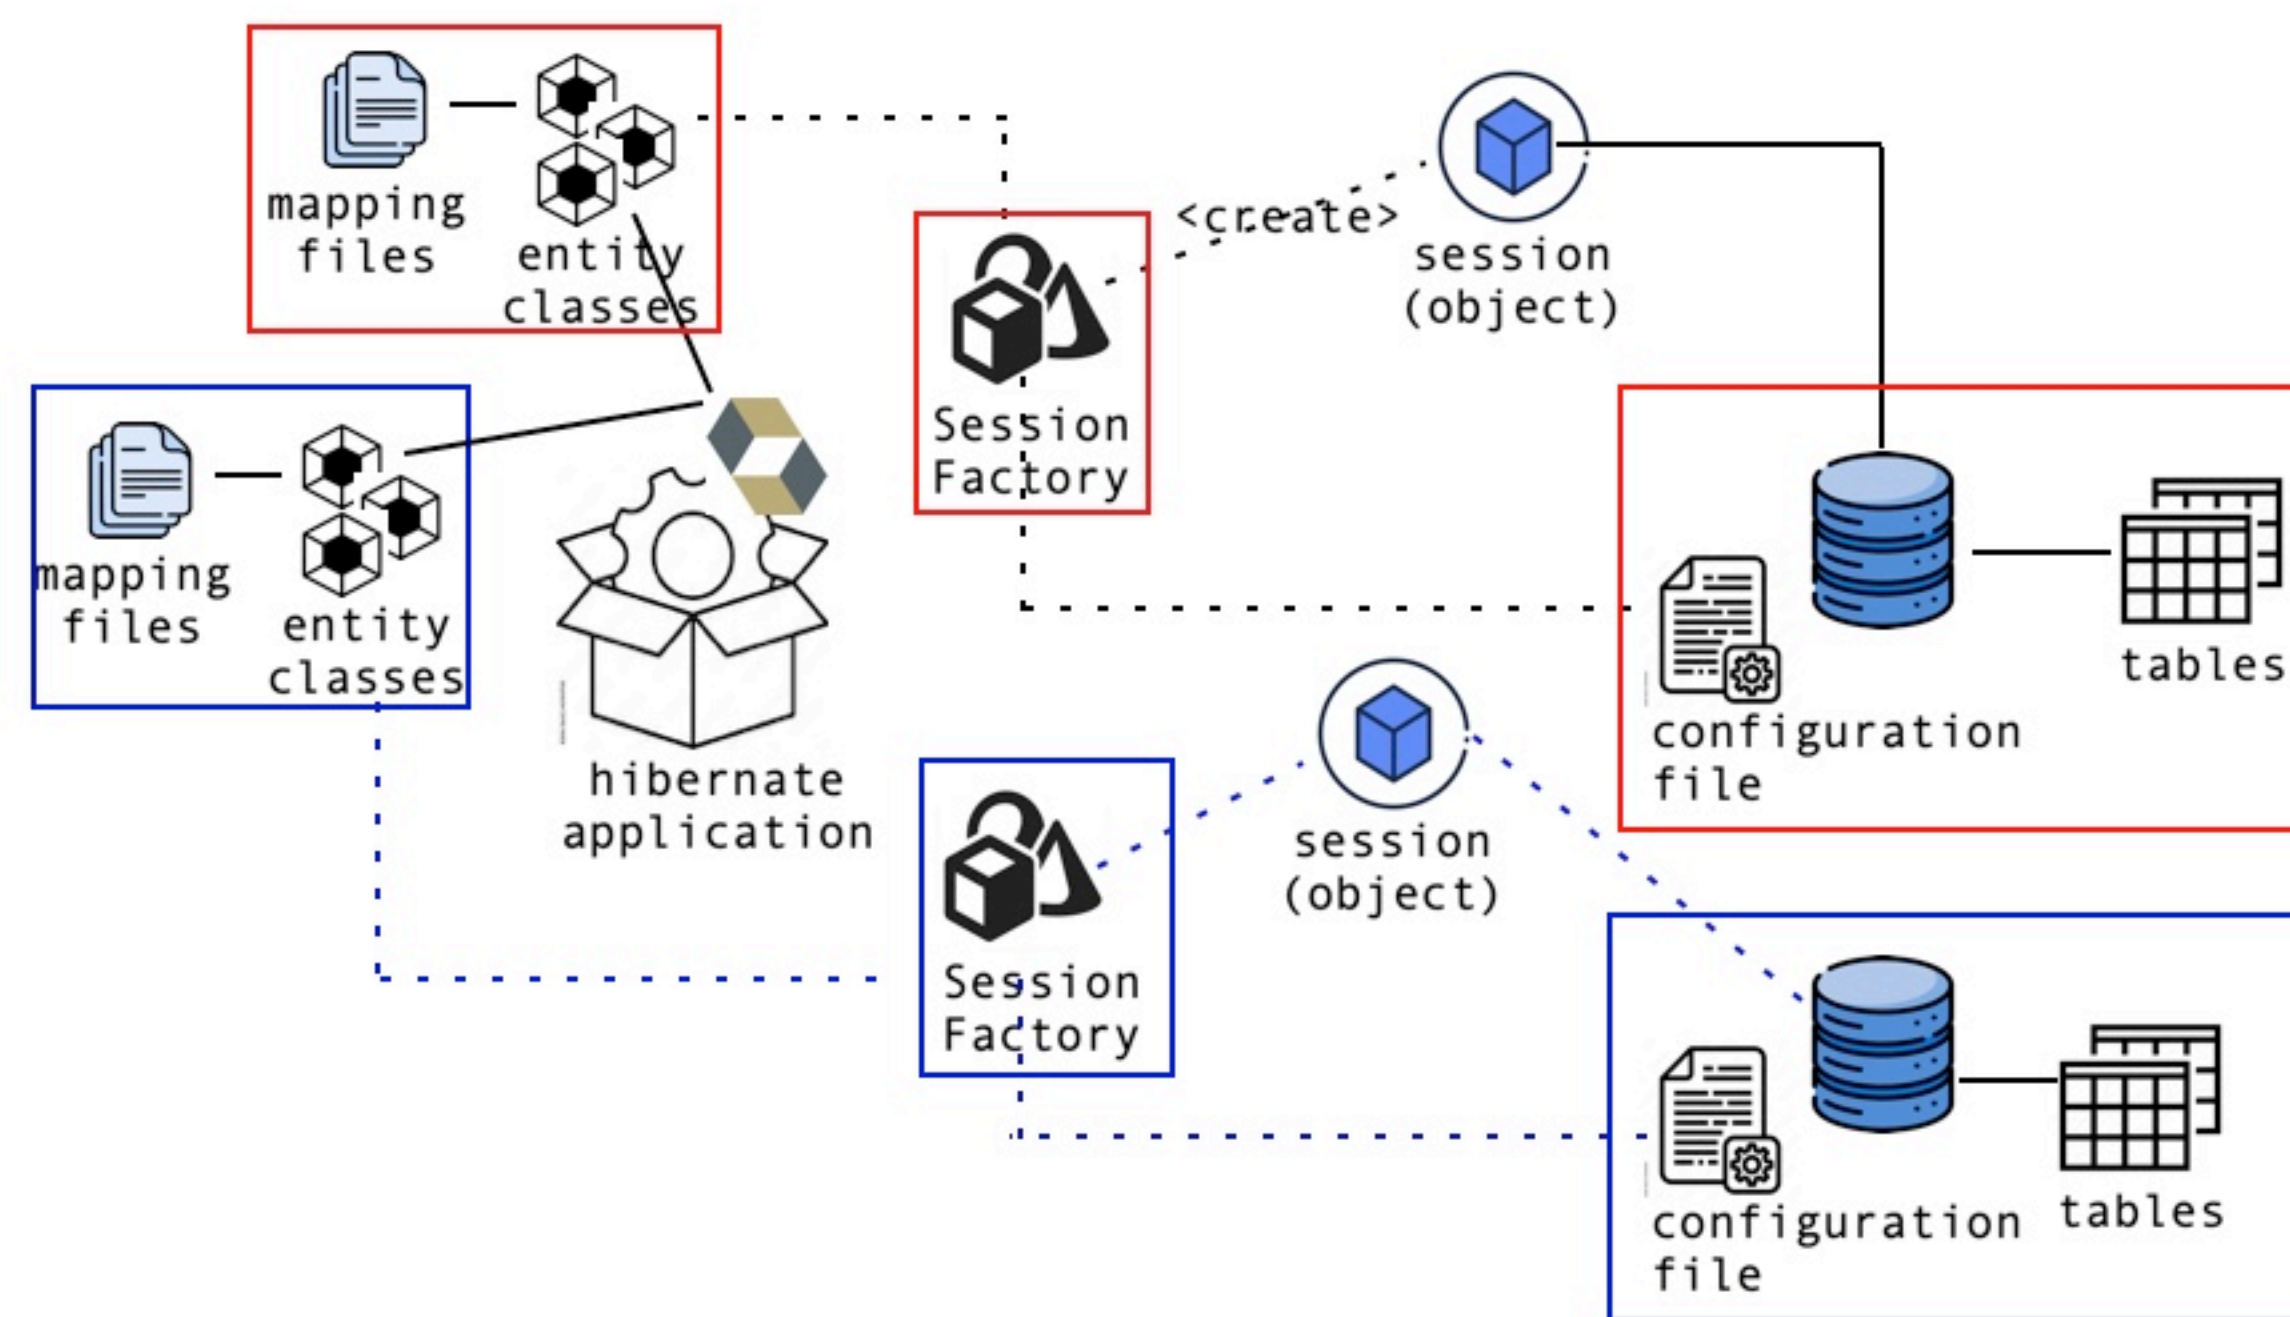 mapping
files
entity
classes
<create>
session
(object)
mapping
files
entity
classes
Session
Factory
tables
configuration
file
hibernate
application
session
(object)
Session
Factory
tables
configuration
file